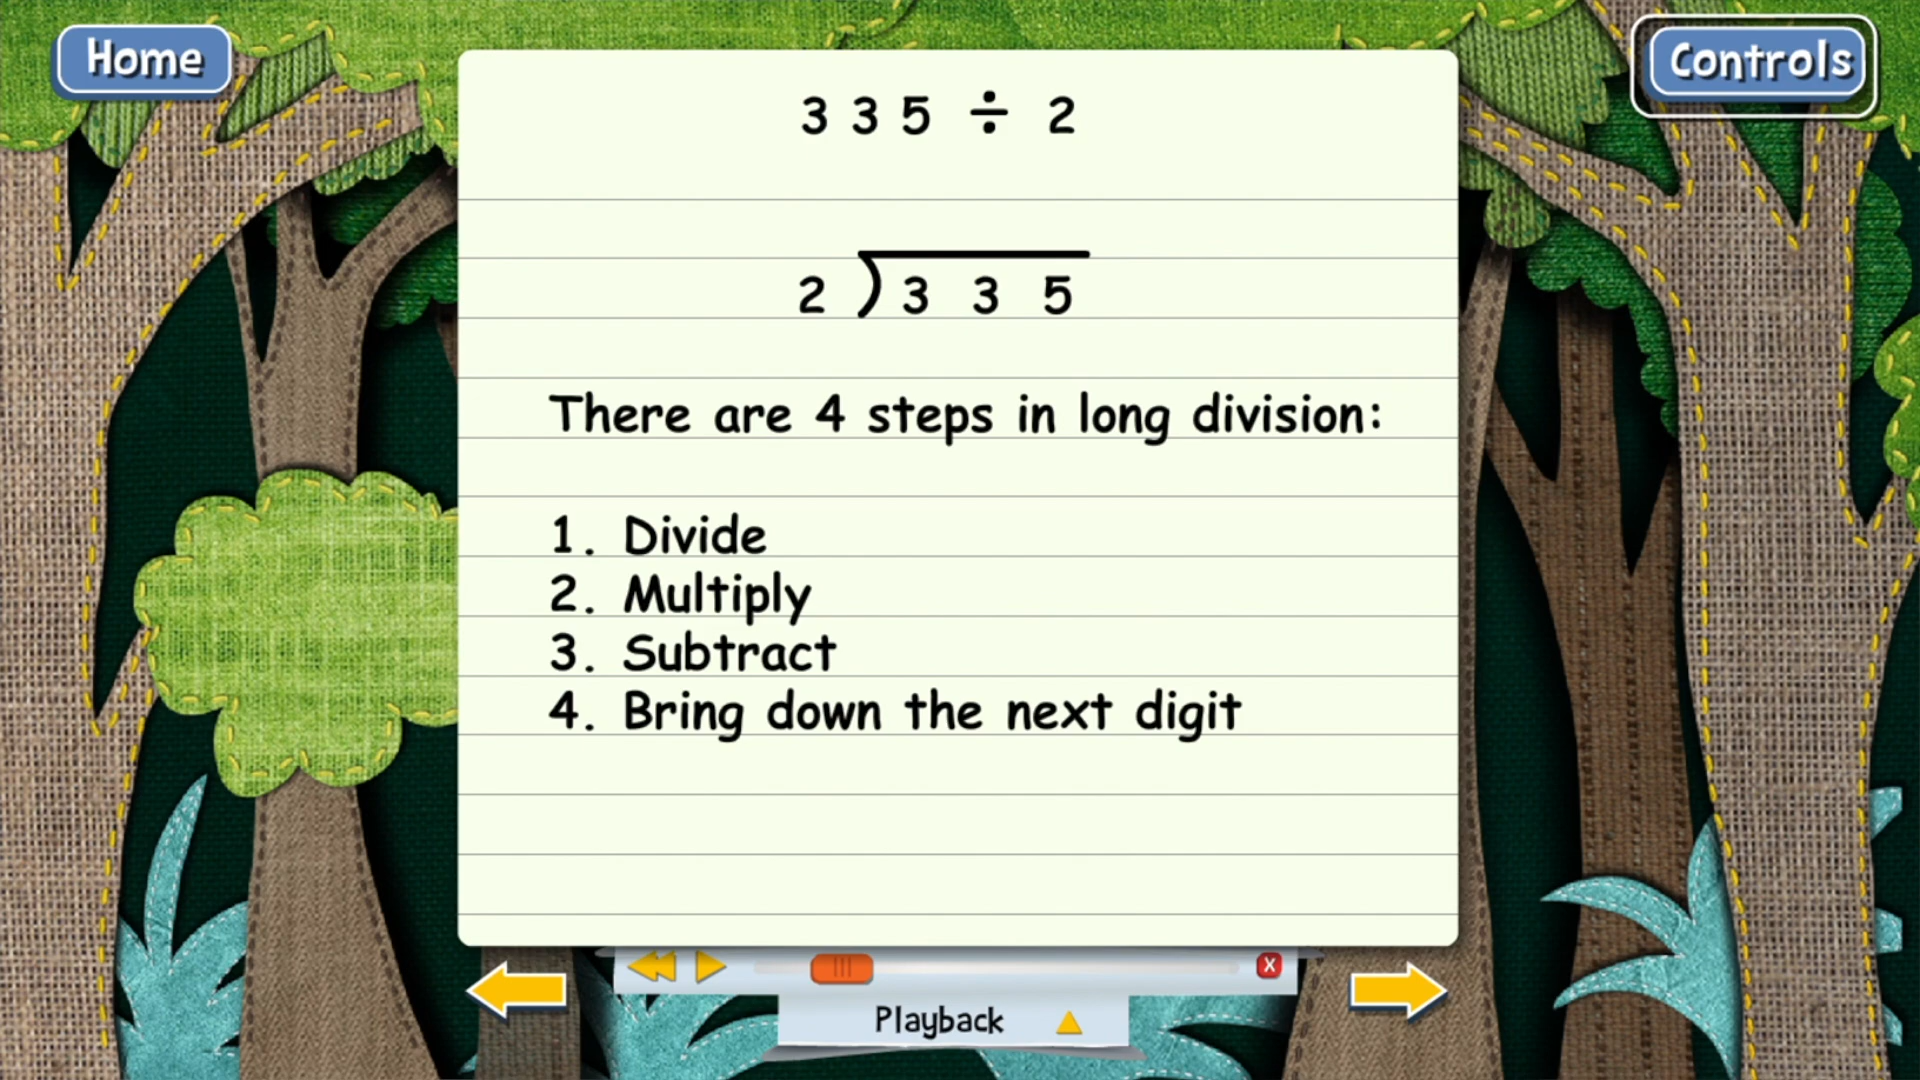 Home
Controls
3 3 5 ÷ 2
2 ) 3 3 5
There are 4 steps in long division:
1. Divide
2. Multiply
3. Subtract
4. Bring down the next digit
X
Playback